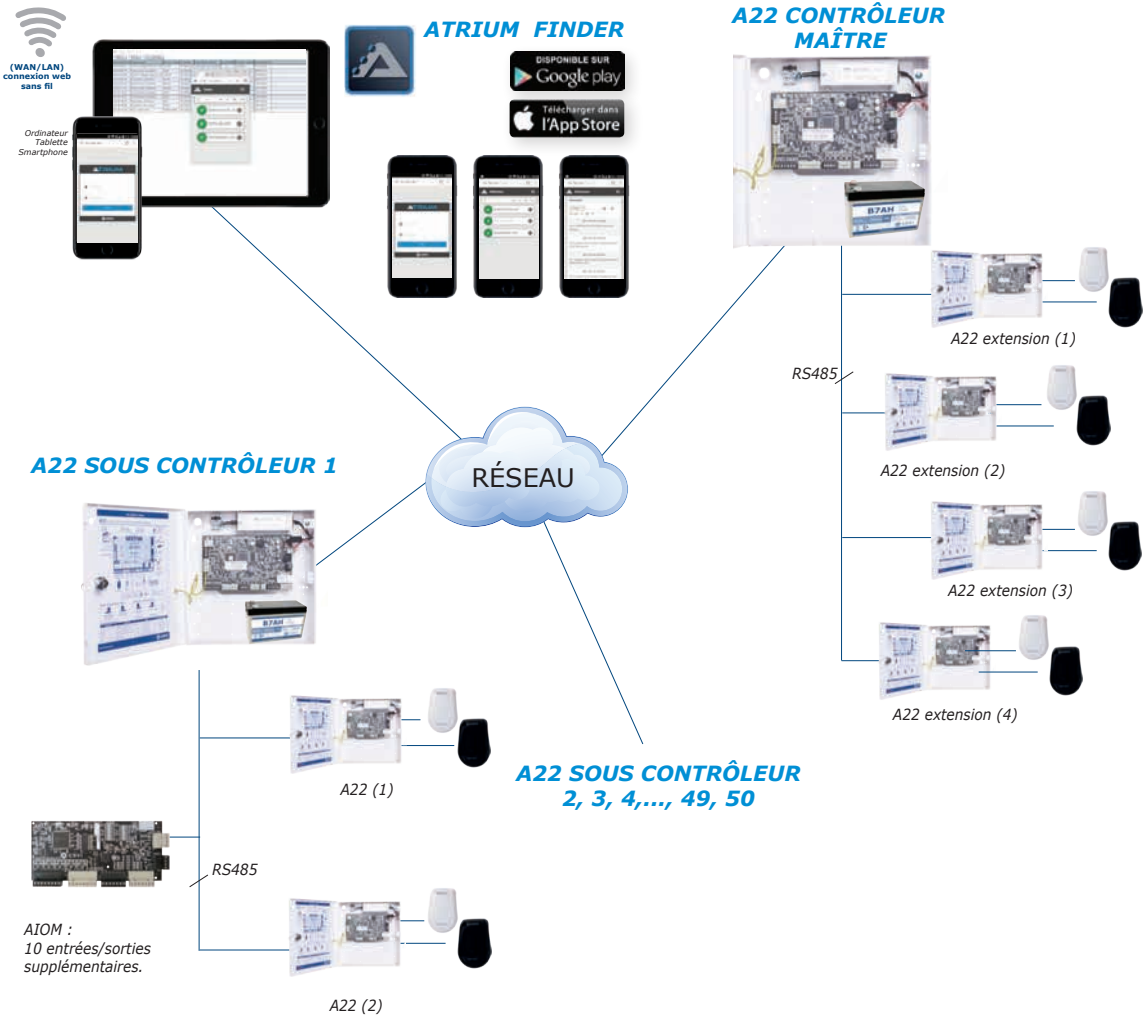 (WAN/LAN)
connexion web
sans fil
Ordinateur
Tablette
Smartphone
ATRIUM FINDER
DISPONIBLE SUR
Google play
Télécharger dans
l'App Store
A22 CONTRÔLEUR
MAÎTRE
B7AH
A22 extension (1)
RS485
A22 extension (2)
A22 extension (3)
A22 extension (4)
RÉSEAU
A22 SOUS CONTRÔLEUR 1
B7AH
A22 (1)
A22 SOUS CONTRÔLEUR
2, 3, 4,..., 49, 50
RS485
AIOM :
10 entrées/sorties
supplémentaires.
A22 (2)